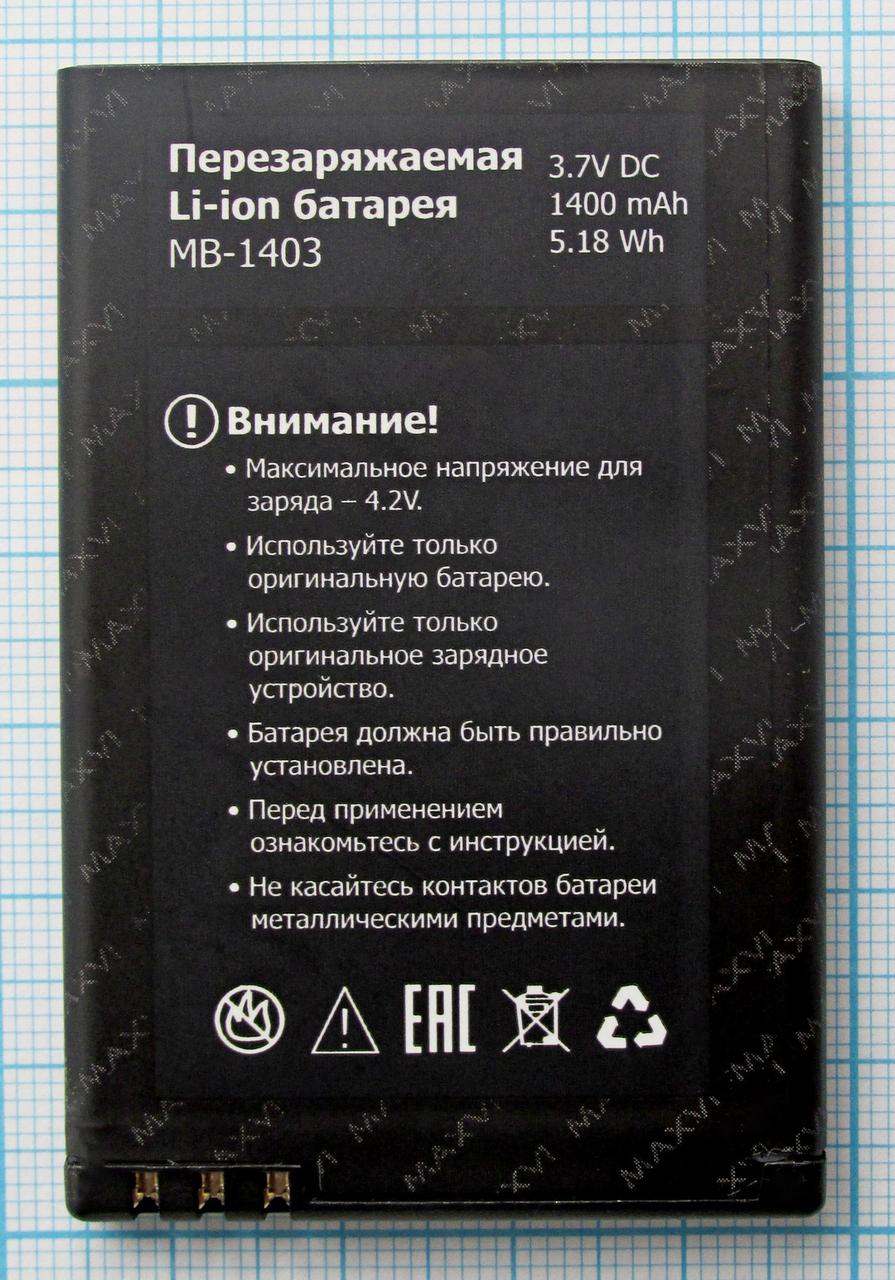 Перезаряжаемая
Li-ion батарея
MB-1403
3.7V DC
1400 mAh
5.18 Wh
! Внимание!
• Максимальное напряжение для
заряда – 4.2V.
• Используйте только
оригинальную батарею.
• Используйте только
оригинальное зарядное
устройство.
• Батарея должна быть правильно
установлена.
• Перед применением
ознакомьтесь с инструкцией.
• Не касайтесь контактов батареи
металлическими предметами.
EAC
MAXVI